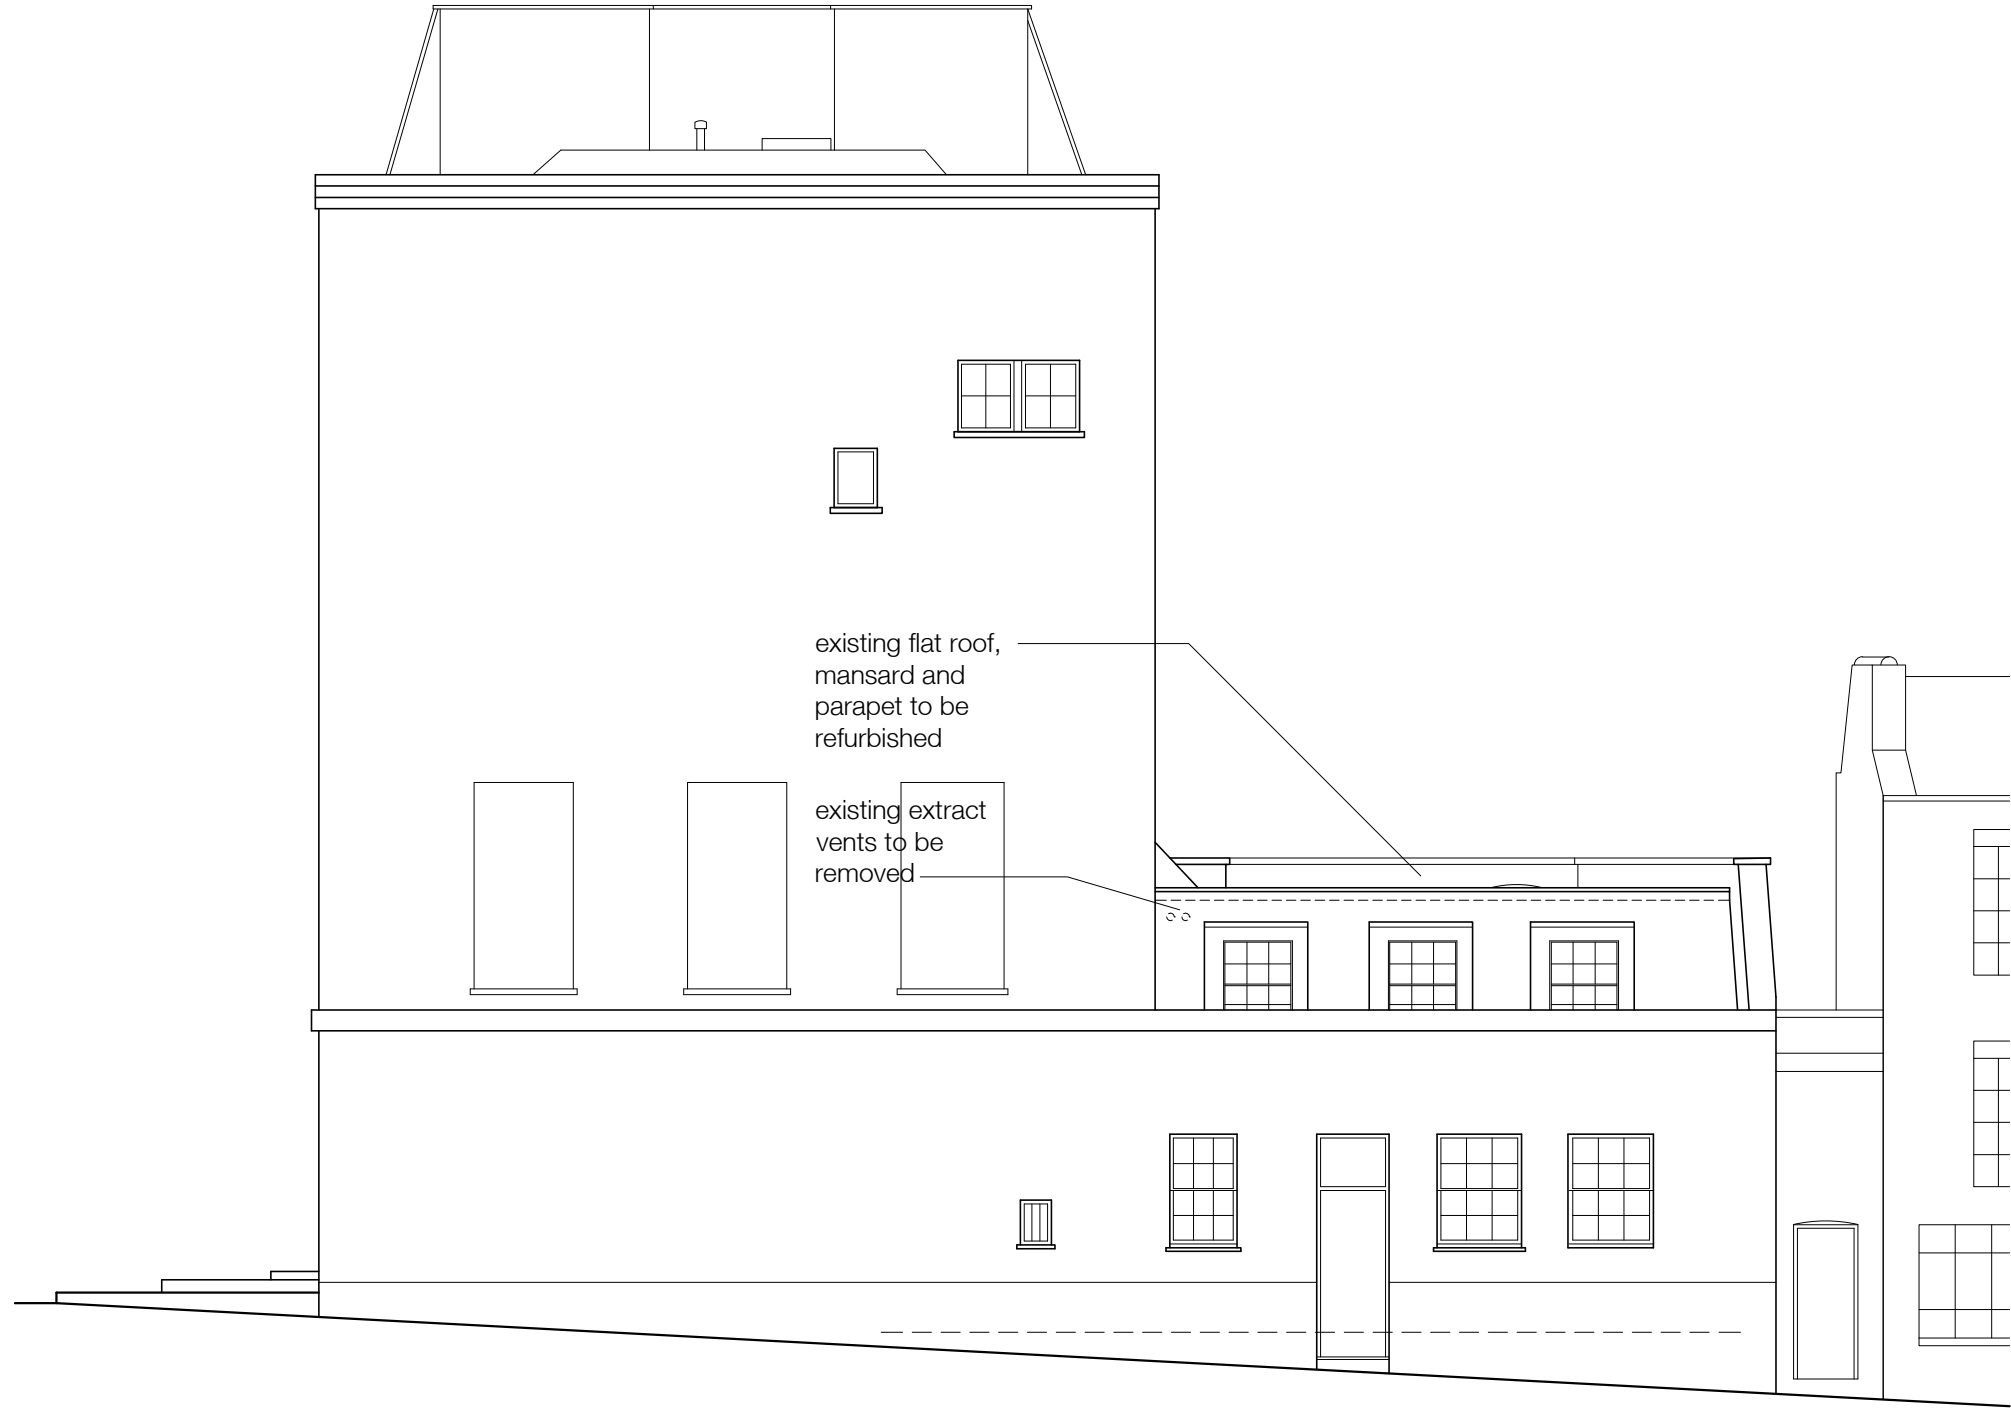 existing flat roof,
mansard and
parapet to be
refurbished
existing extract
vents to be
removed